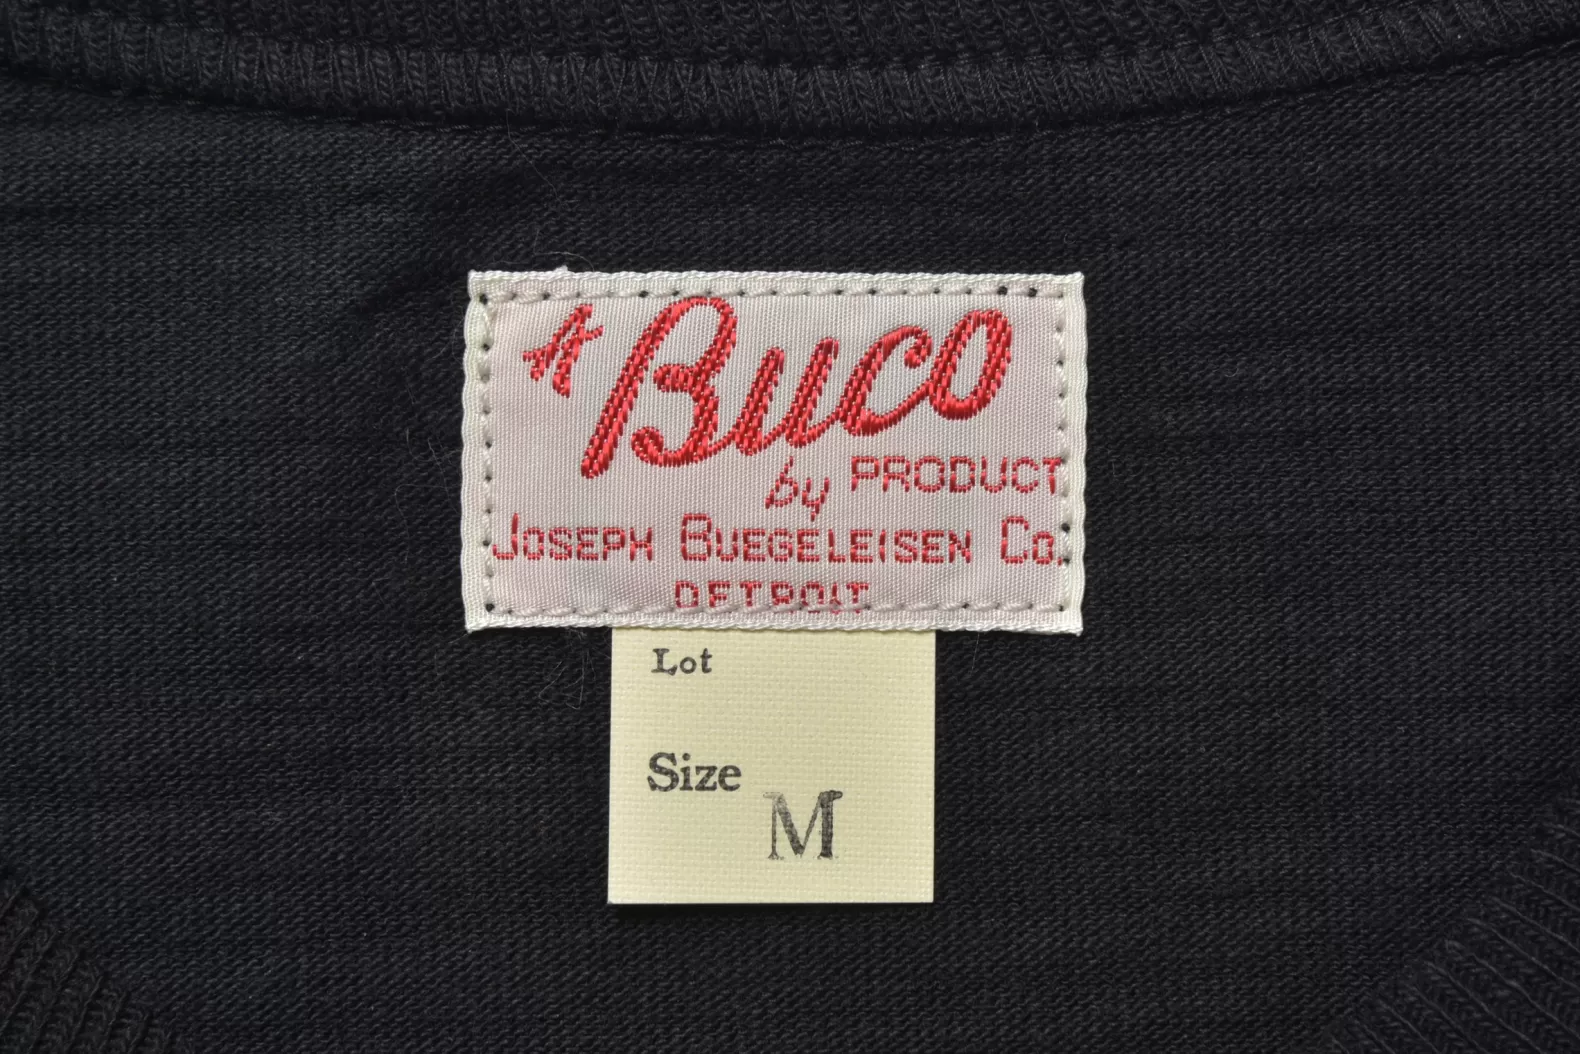 A Buco
by PRODUCT
JOSEPH BUEGELEISEN CO.
DETROIT
Lot
Size M